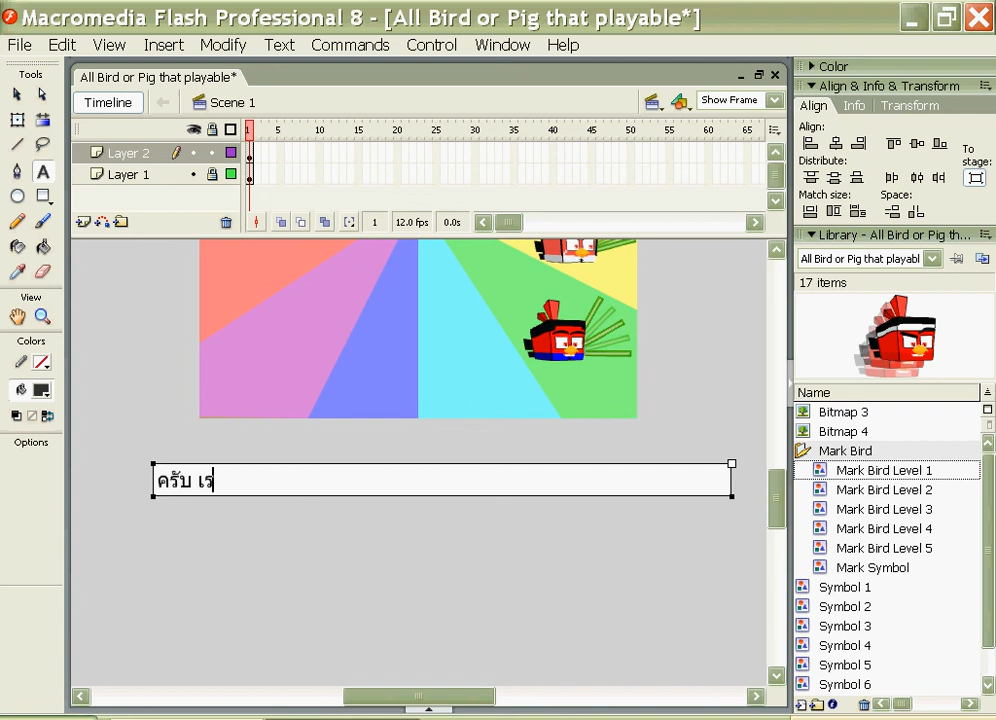 Macromedia Flash Professional 8 - [All Bird or Pig that playable*]
File Edit View Insert Modify Text Commands Control Window Help
Tools
View
Colors
Options
All Bird or Pig that playable*
Timeline
Scene 1
Show Frame
1 5 10 15 20 25 30 35 40 45 50 55 60 65
Layer 2
Layer 1
1 12.0 fps 0.0s
ครับ เร
Color
Align & Info & Transform
Align Info Transform
Align:
Distribute:
Match size: Space:
To stage:
Library - All Bird or Pig th...
All Bird or Pig that playabl
17 items
Name
Bitmap 3
Bitmap 4
Mark Bird
Mark Bird Level 1
Mark Bird Level 2
Mark Bird Level 3
Mark Bird Level 4
Mark Bird Level 5
Mark Symbol
Symbol 1
Symbol 2
Symbol 3
Symbol 4
Symbol 5
Symbol 6